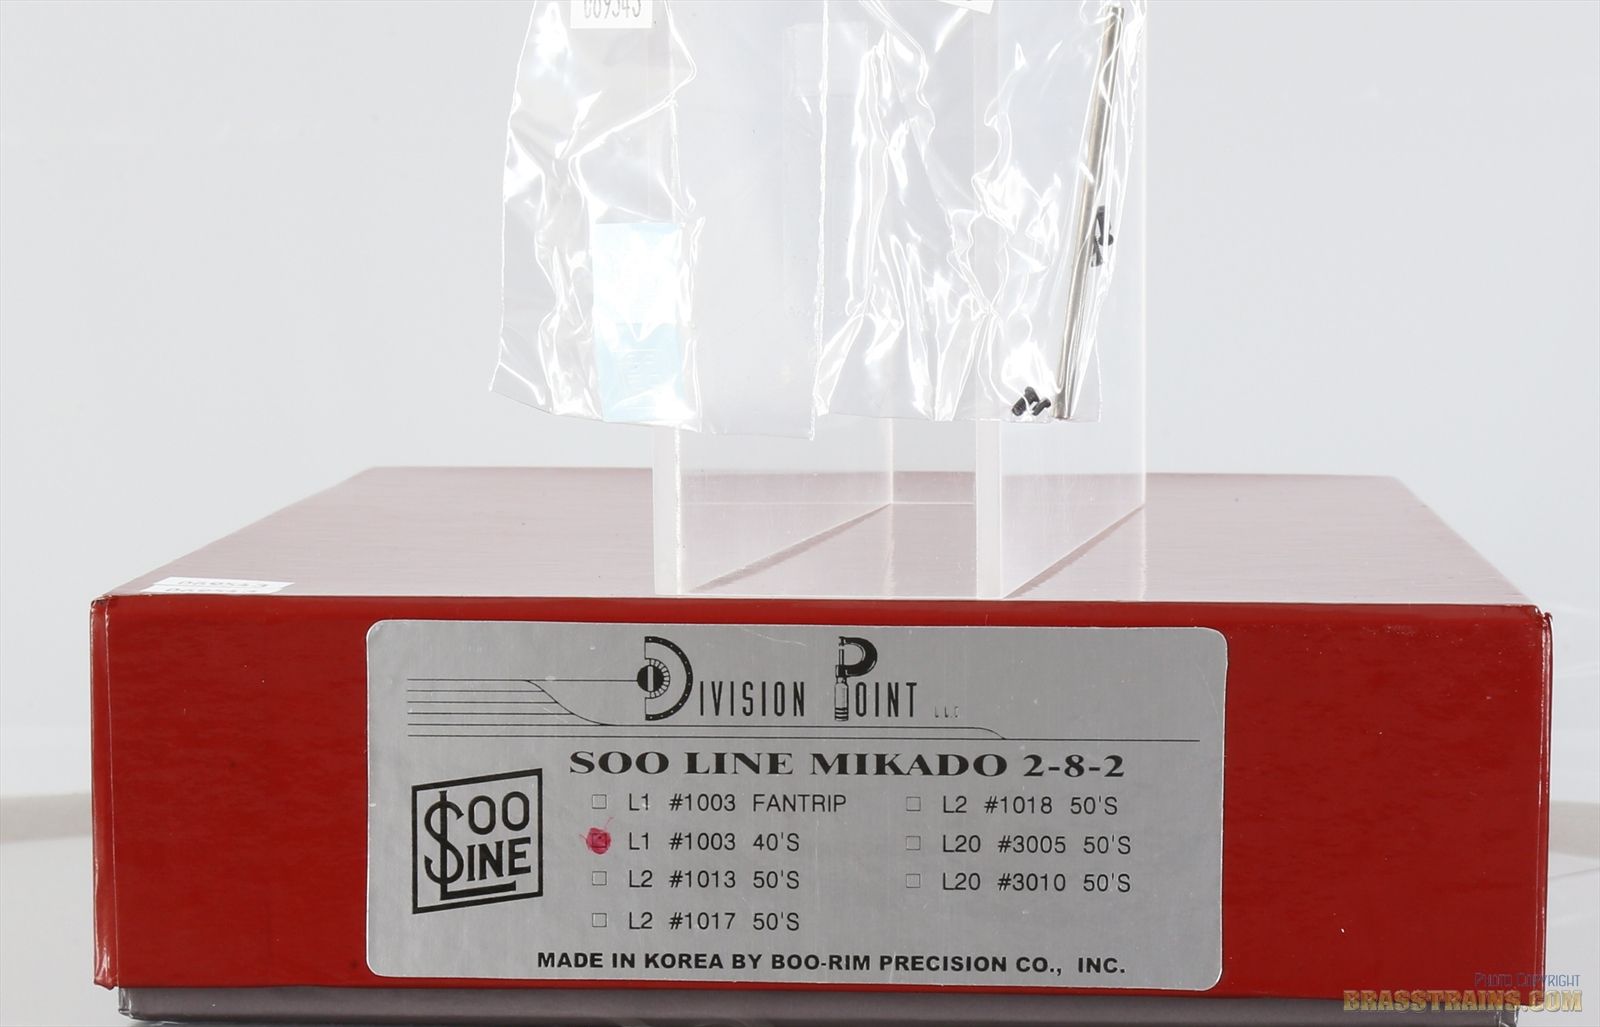 069343
DIVISION POINT LLC
SOO LINE MIKADO 2-8-2
SOO LINE
L1 #1003 FANTRIP
L1 #1003 40'S
L2 #1013 50'S
L2 #1017 50'S
L2 #1018 50'S
L20 #3005 50'S
L20 #3010 50'S
MADE IN KOREA BY BOO-RIM PRECISION CO., INC.
PHOTO COPYRIGHT
BRASSTRAINS.COM